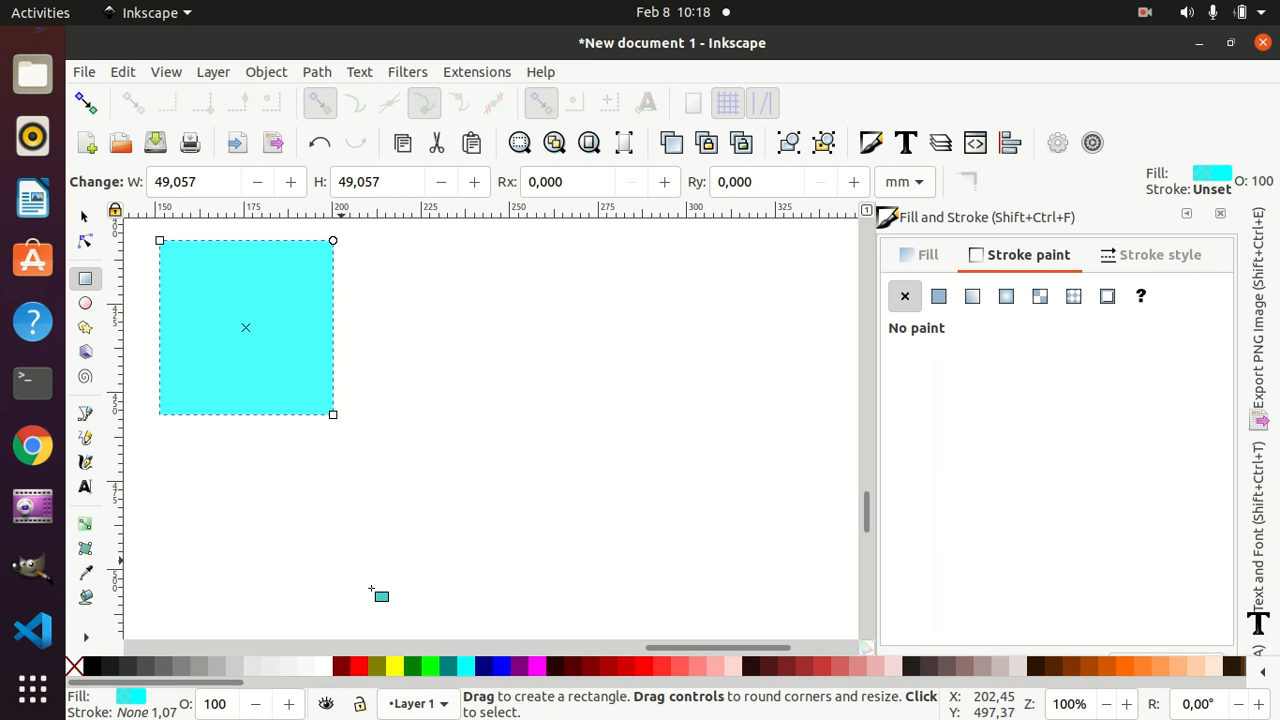 Activities Inkscape Feb 8 10:18
*New document 1 - Inkscape
File Edit View Layer Object Path Text Filters Extensions Help
Change: W: 49,057 H: 49,057 Rx: 0,000 Ry: 0,000 mm Fill: O: 100
Stroke: Unset
150 175 200 225 250 275 300 325
Fill and Stroke (Shift+Ctrl+F)
Fill Stroke paint Stroke style
No paint
425
450
475
500
Export PNG Image (Shift+Ctrl+E)
Text and Font (Shift+Ctrl+T)
Fill: O: 100 •Layer 1 Drag to create a rectangle. Drag controls to round corners and resize. Click X: 202,45 Z: 100% R: 0,00°
Stroke: None 1,07 to select. Y: 497,37